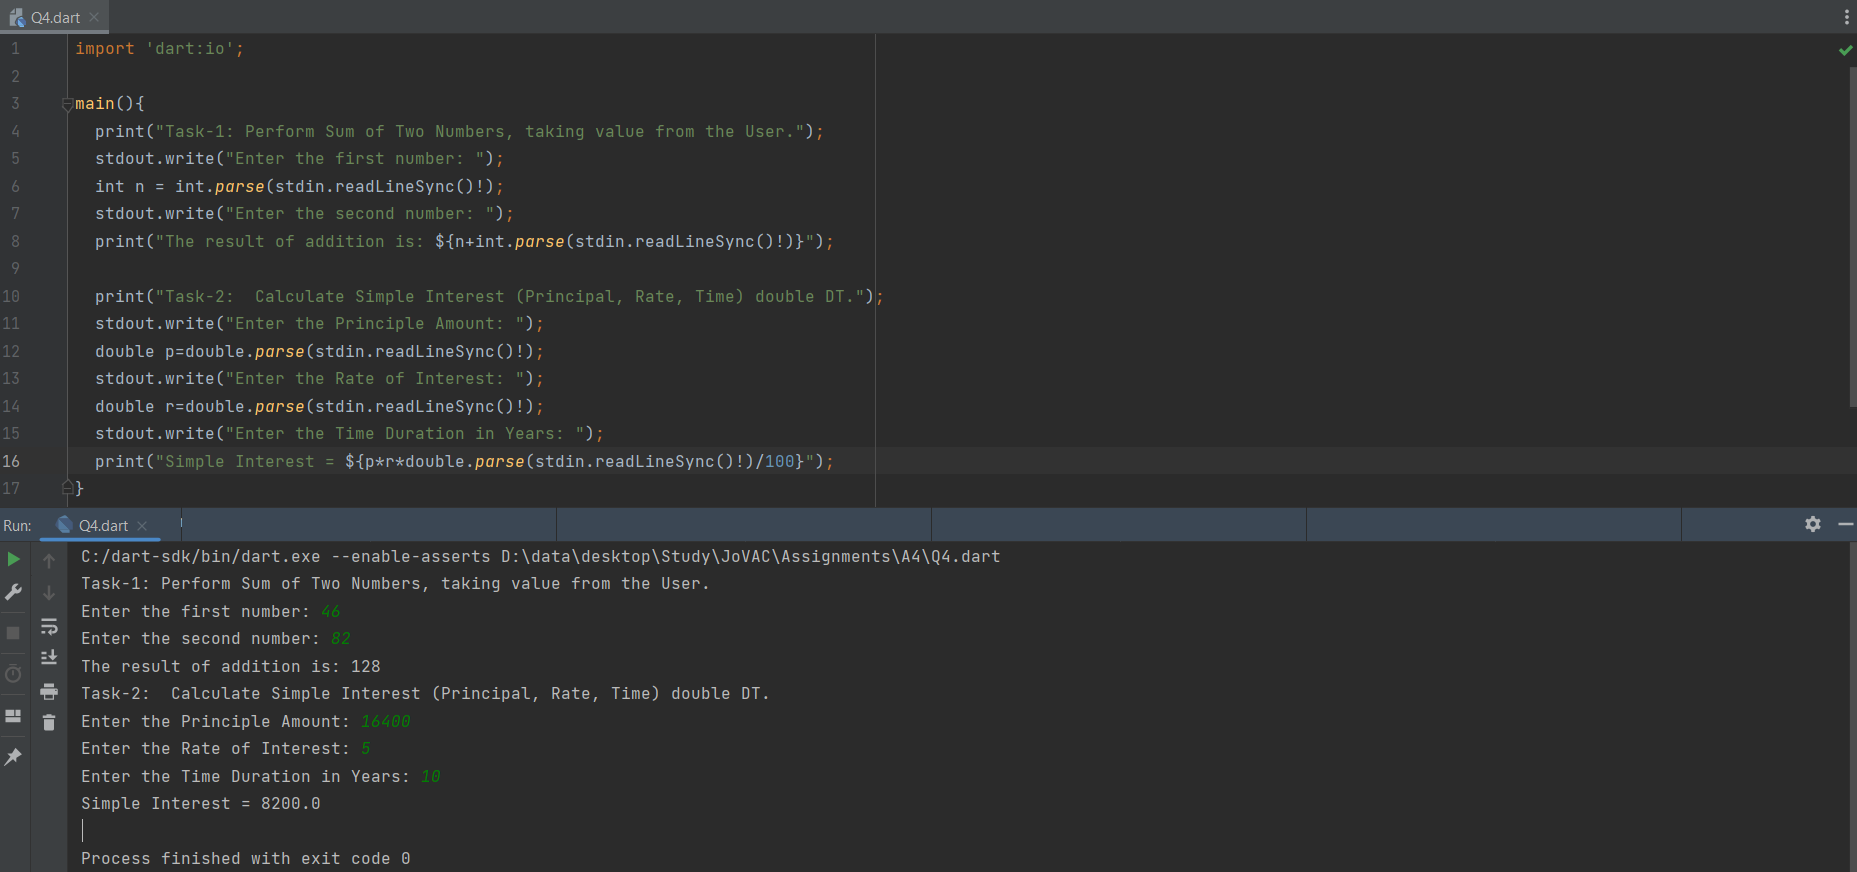 Q4.dart
1 import 'dart:io';
2
3 main(){
4 print("Task-1: Perform Sum of Two Numbers, taking value from the User.");
5 stdout.write("Enter the first number: ");
6 int n = int.parse(stdin.readLineSync()!);
7 stdout.write("Enter the second number: ");
8 print("The result of addition is: ${n+int.parse(stdin.readLineSync()!)}");
9
10 print("Task-2:  Calculate Simple Interest (Principal, Rate, Time) double DT.");
11 stdout.write("Enter the Principle Amount: ");
12 double p=double.parse(stdin.readLineSync()!);
13 stdout.write("Enter the Rate of Interest: ");
14 double r=double.parse(stdin.readLineSync()!);
15 stdout.write("Enter the Time Duration in Years: ");
16 print("Simple Interest = ${p*r*double.parse(stdin.readLineSync()!)/100}");
17 }
Run: Q4.dart
C:/dart-sdk/bin/dart.exe --enable-asserts D:\data\desktop\Study\JoVAC\Assignments\A4\Q4.dart
Task-1: Perform Sum of Two Numbers, taking value from the User.
Enter the first number: 46
Enter the second number: 82
The result of addition is: 128
Task-2:  Calculate Simple Interest (Principal, Rate, Time) double DT.
Enter the Principle Amount: 16400
Enter the Rate of Interest: 5
Enter the Time Duration in Years: 10
Simple Interest = 8200.0
Process finished with exit code 0